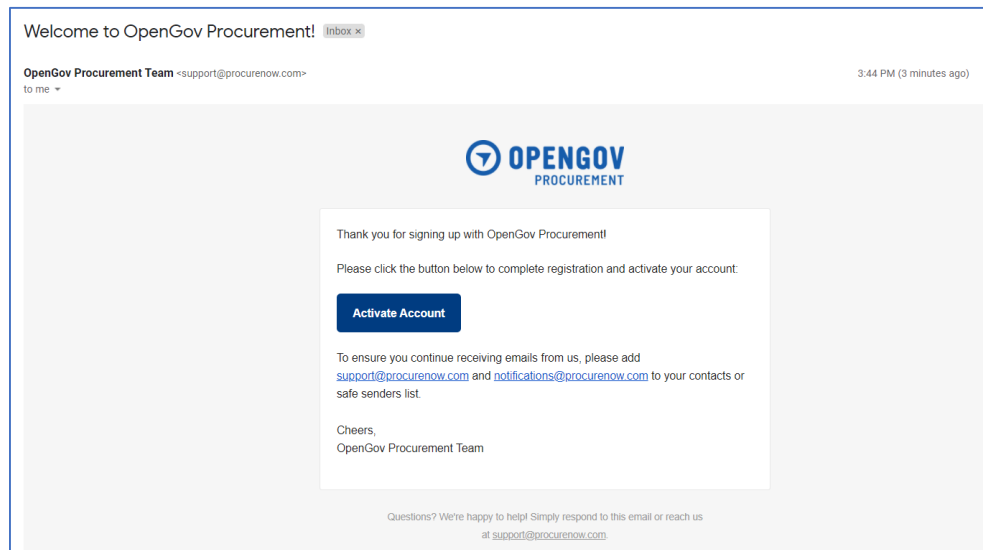 Welcome to OpenGov Procurement! Inbox ×
OpenGov Procurement Team <support@procurenow.com> 3:44 PM (3 minutes ago)
to me
OPENGOV
PROCUREMENT
Thank you for signing up with OpenGov Procurement!
Please click the button below to complete registration and activate your account:
Activate Account
To ensure you continue receiving emails from us, please add
support@procurenow.com and notifications@procurenow.com to your contacts or
safe senders list.
Cheers,
OpenGov Procurement Team
Questions? We're happy to help! Simply respond to this email or reach us
at support@procurenow.com.